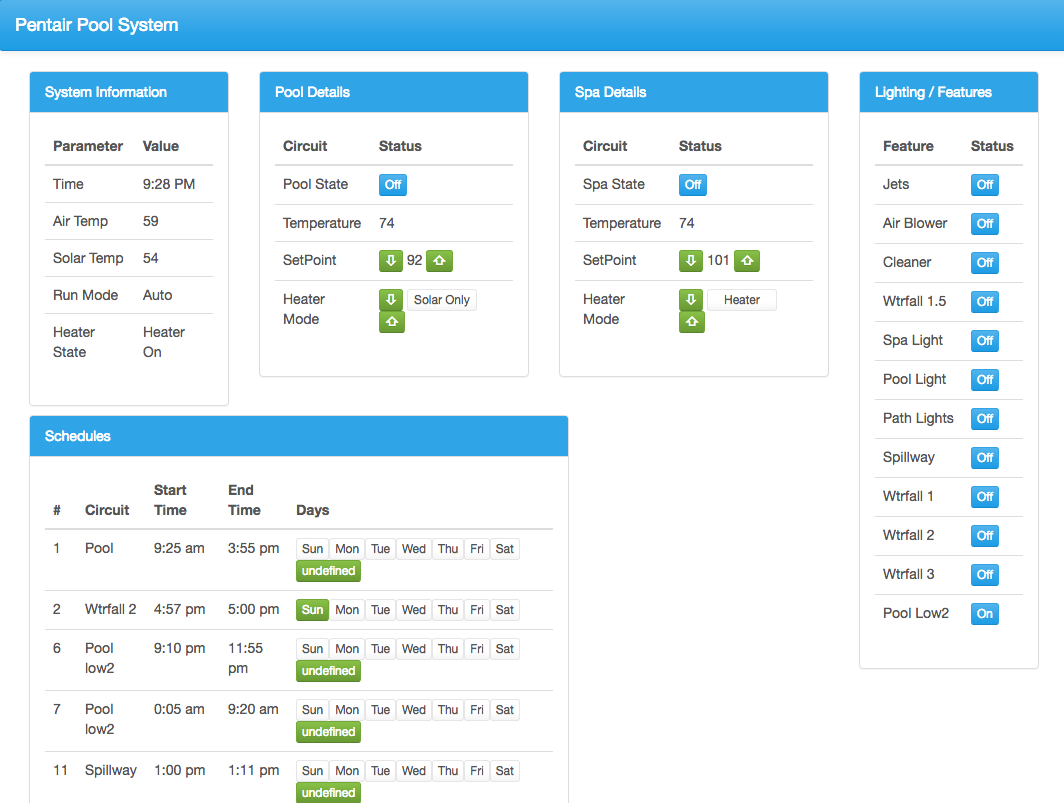 Pentair Pool System
System Information
Parameter Value
Time 9:28 PM
Air Temp 59
Solar Temp 54
Run Mode Auto
Heater Heater
State On
Pool Details
Circuit Status
Pool State Off
Temperature 74
SetPoint 92
Heater Solar Only
Mode
Spa Details
Circuit Status
Spa State Off
Temperature 74
SetPoint 101
Heater Heater
Mode
Lighting / Features
Feature Status
Jets Off
Air Blower Off
Cleaner Off
Wtrfall 1.5 Off
Spa Light Off
Pool Light Off
Path Lights Off
Spillway Off
Wtrfall 1 Off
Wtrfall 2 Off
Wtrfall 3 Off
Pool Low2 On
Schedules
Start End
# Circuit Time Time Days
1 Pool 9:25 am 3:55 pm Sun Mon Tue Wed Thu Fri Sat
undefined
2 Wtrfall 2 4:57 pm 5:00 pm Sun Mon Tue Wed Thu Fri Sat
6 Pool 9:10 pm 11:55 Sun Mon Tue Wed Thu Fri Sat
low2 pm undefined
7 Pool 0:05 am 9:20 am Sun Mon Tue Wed Thu Fri Sat
low2 undefined
11 Spillway 1:00 pm 1:11 pm Sun Mon Tue Wed Thu Fri Sat
undefined